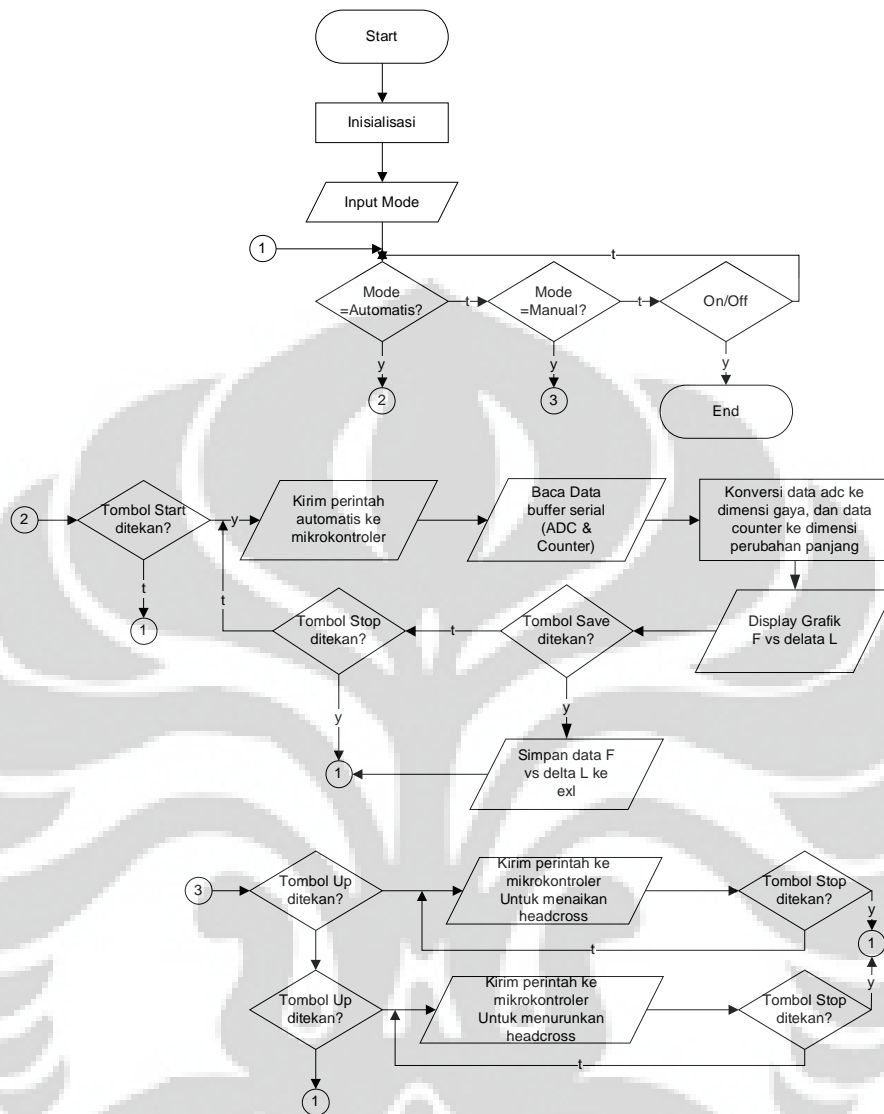 Start
Inisialisasi
Input Mode
1
t
Mode
=Automatis?
t
Mode
=Manual?
t
On/Off
y
y
y
2
3
End
2
Tombol Start
ditekan?
y
Kirim perintah
automatis ke
mikrokontroler
Baca Data
buffer serial
(ADC &
Counter)
Konversi data adc ke
dimensi gaya, dan data
counter ke dimensi
perubahan panjang
t
1
t
Tombol Stop
ditekan?
t
Tombol Save
ditekan?
Display Grafik
F vs delata L
y
y
1
Simpan data F
vs delta L ke
exl
3
Tombol Up
ditekan?
Kirim perintah ke
mikrokontroler
Untuk menaikan
headcross
Tombol Stop
ditekan?
y
t
1
Tombol Up
ditekan?
Kirim perintah ke
mikrokontroler
Untuk menurunkan
headcross
Tombol Stop
ditekan?
y
t
1